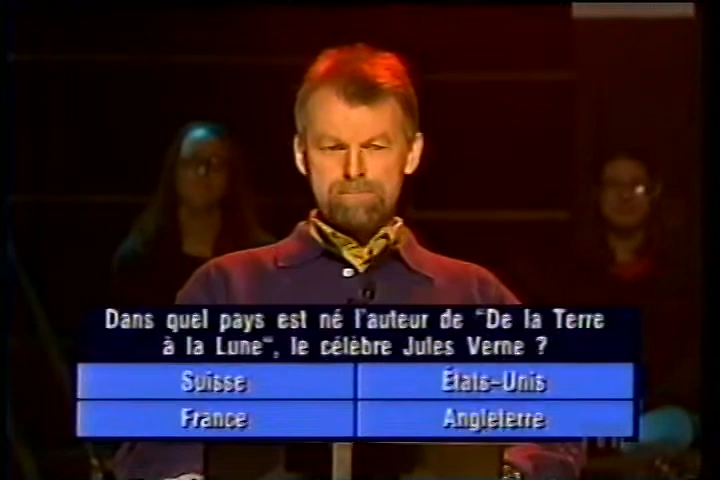 Dans quel pays est né l'auteur de "De la Terre
à la Lune", le célèbre Jules Verne ?
Suisse
États-Unis
France
Angleterre